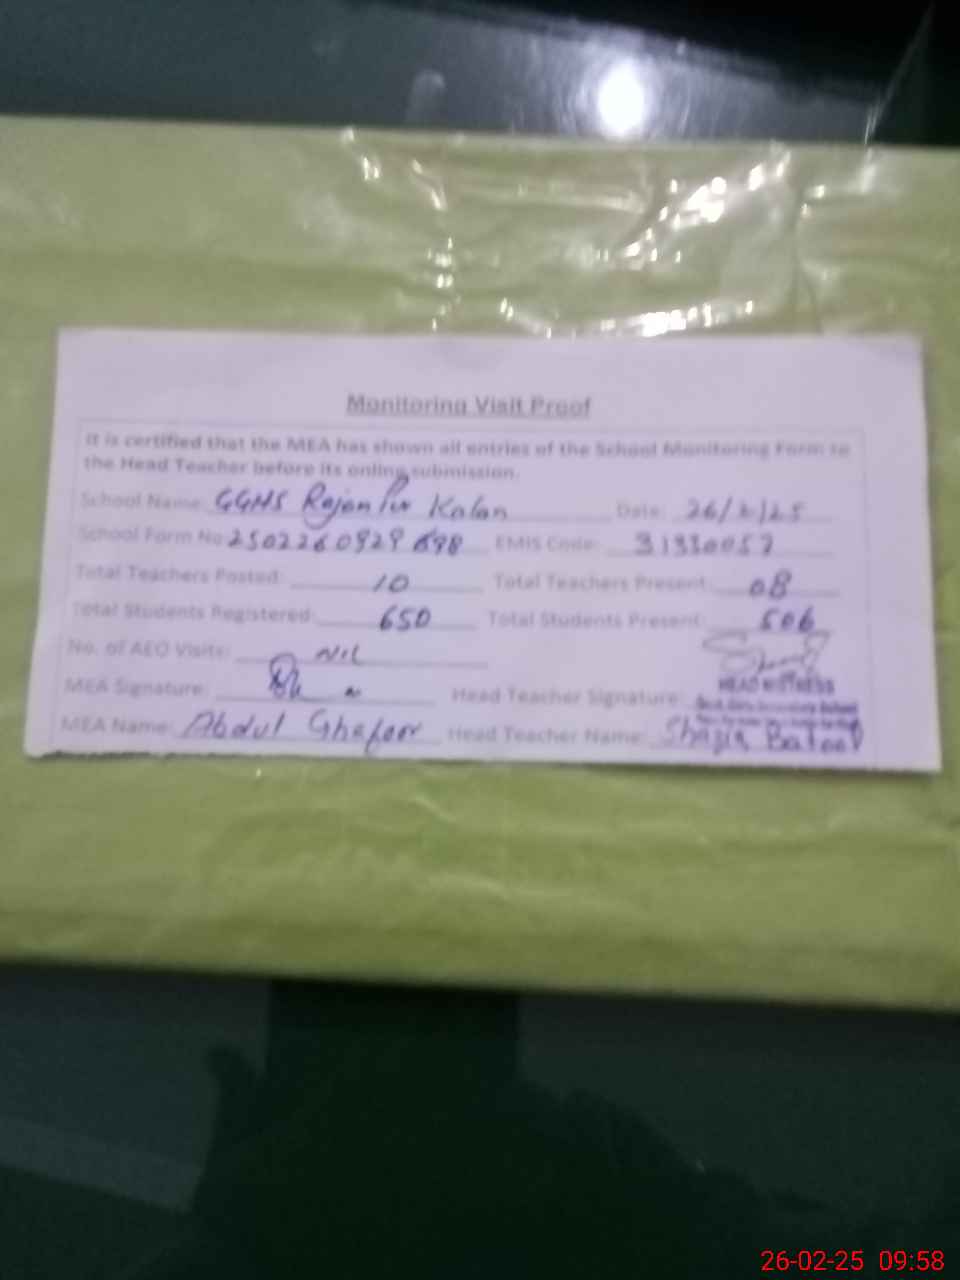 Monitoring Visit Proof
It is certified that the MEA has shown all entries of the School Monitoring Form to
the Head Teacher before its online submission.
School Name: GGHS Rajan Pur Kalan Date: 26/2/25
School Form No 2502260929698 EMIS Code: 31330057
Total Teachers Posted: 10 Total Teachers Present: 08
Total Students Registered: 650 Total Students Present: 506
No. of AEO Visits: Nil
MEA Signature: Head Teacher Signature:
HEAD MISTRESS
MEA Name: Abdul Ghafoor Head Teacher Name: Shazia Batool
26-02-25 09:58